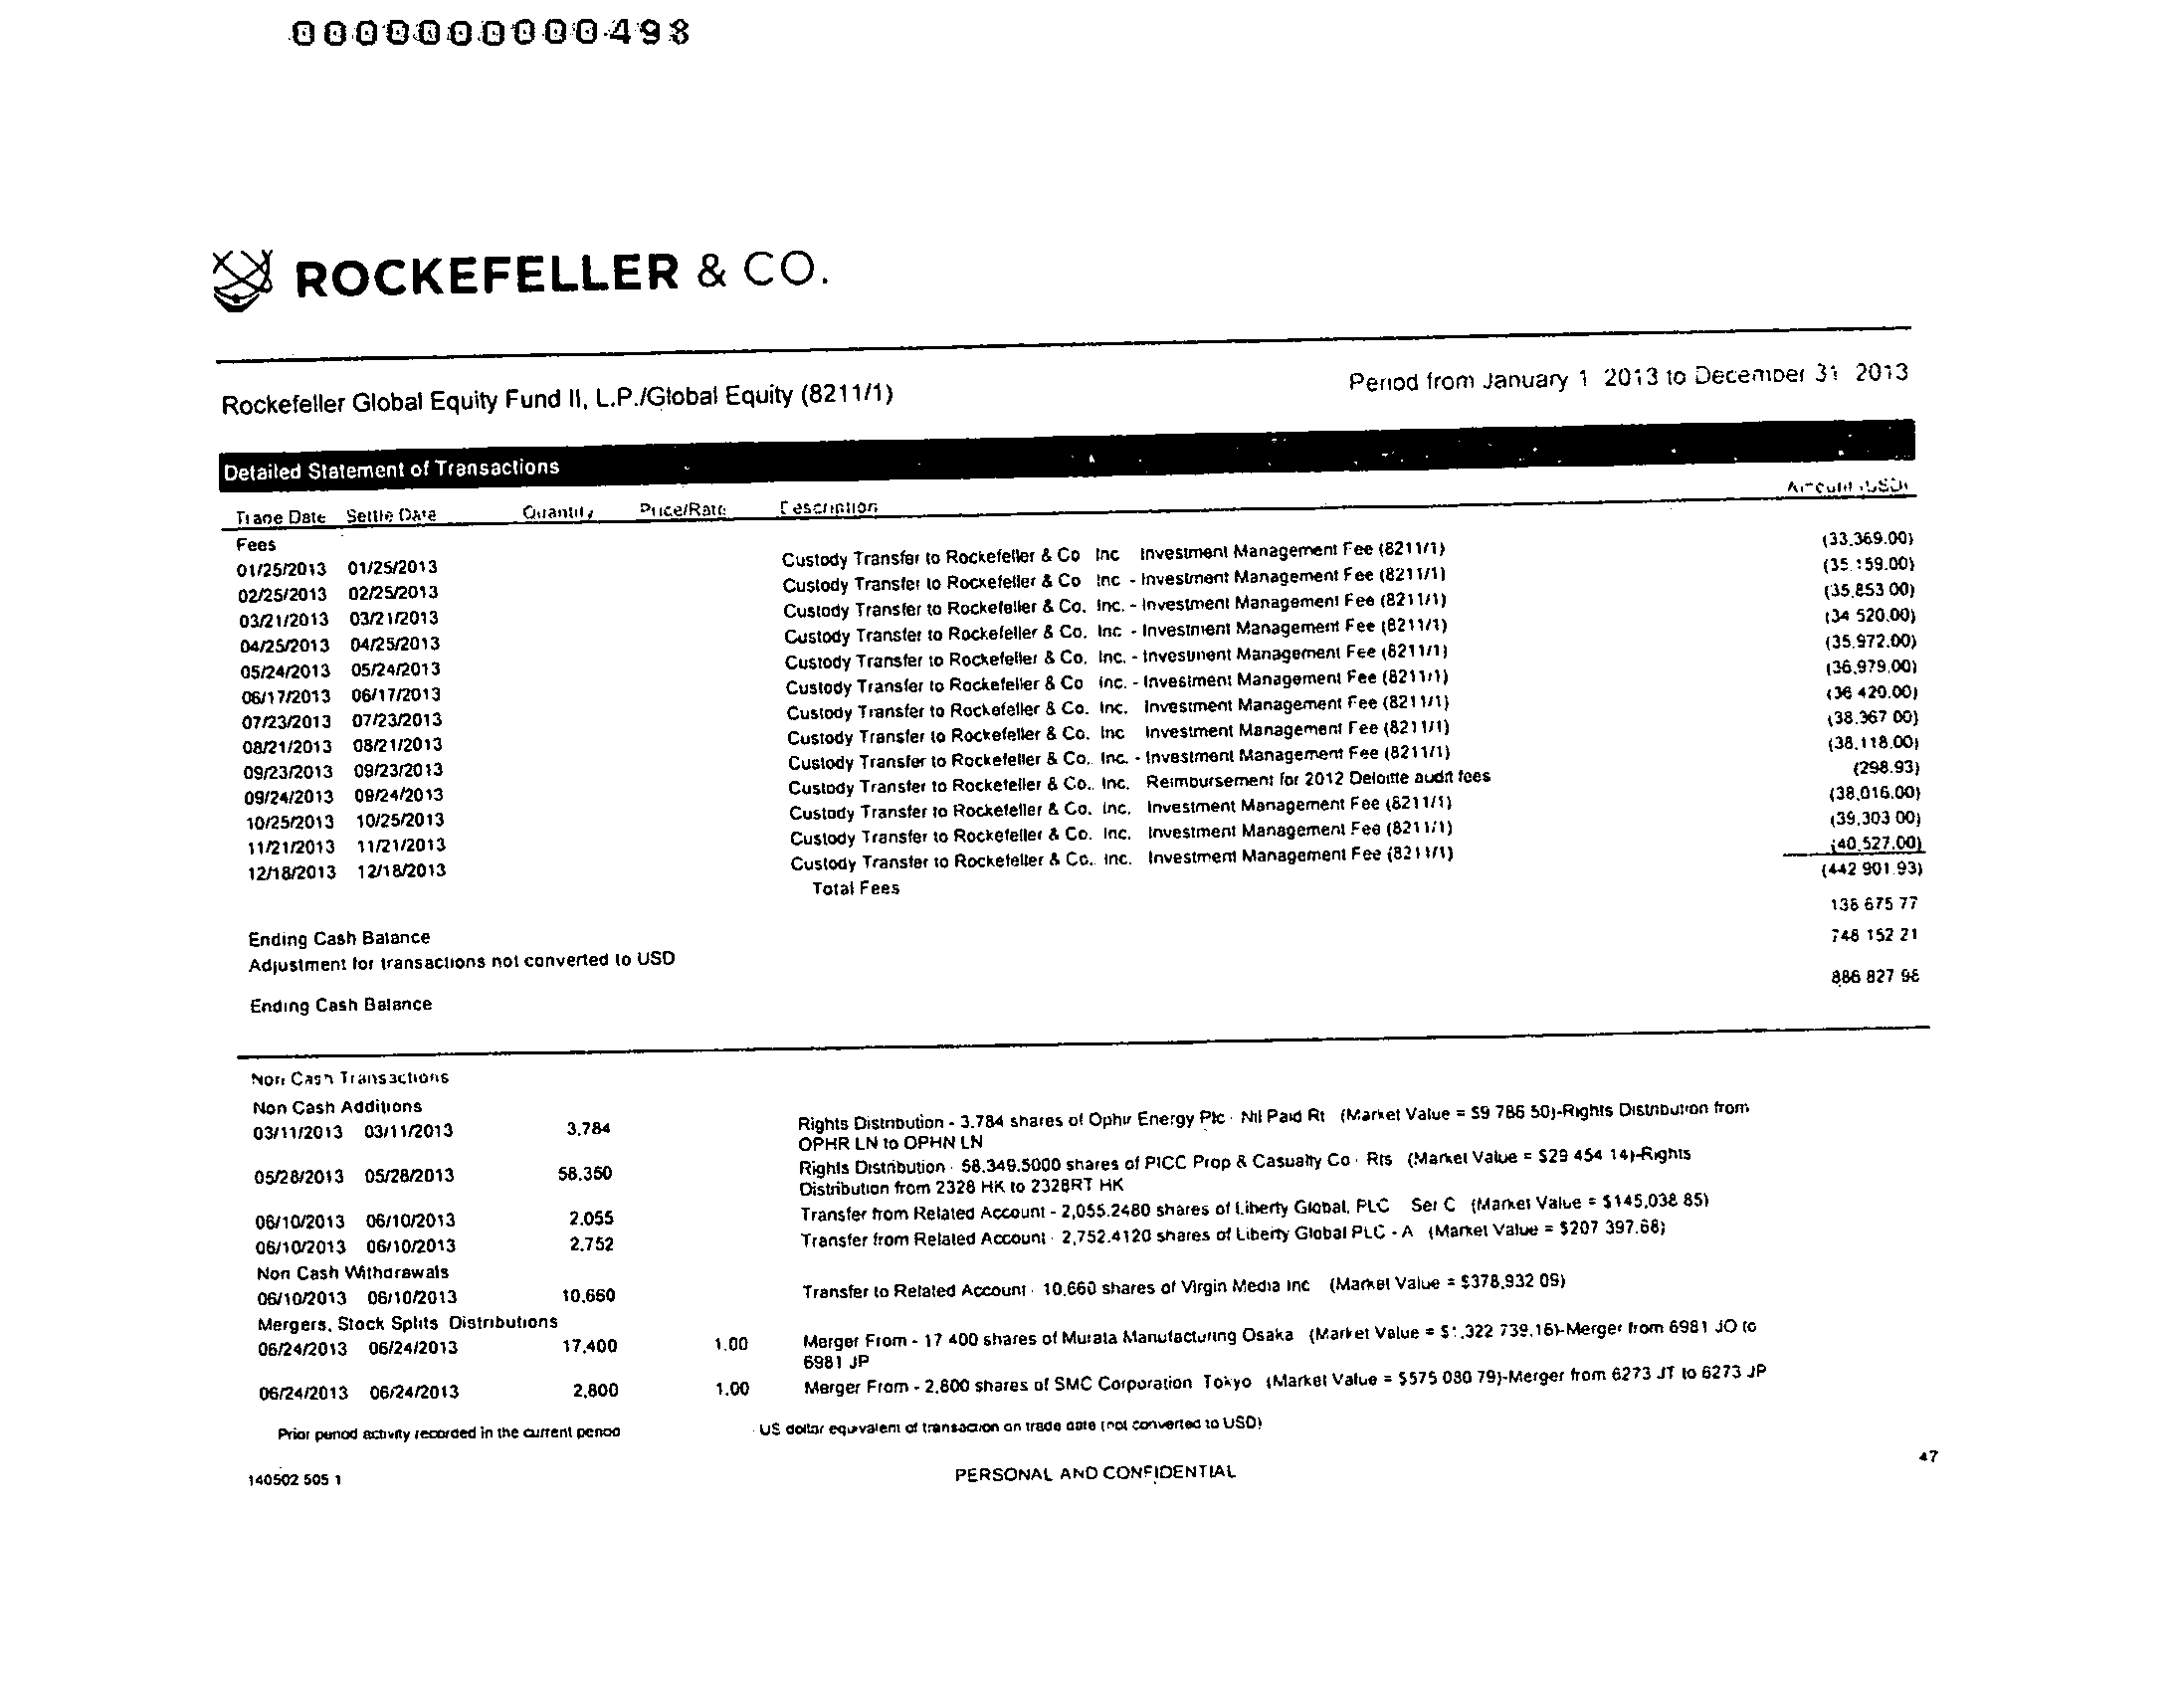 0000000000498
ROCKEFELLER & CO.
Rockefeller Global Equity Fund II, L.P./Global Equity (8211/1) Period from January 1 2013 to December 31 2013
Detailed Statement of Transactions
Trade Date Settle Date Quantity Price/Rate Description Amount (USD)
Fees
01/25/2013 01/25/2013 Custody Transfer to Rockefeller & Co Inc Investment Management Fee (8211/1) (33,369.00)
02/25/2013 02/25/2013 Custody Transfer to Rockefeller & Co Inc - Investment Management Fee (8211/1) (35,159.00)
03/21/2013 03/21/2013 Custody Transfer to Rockefeller & Co. Inc. - Investment Management Fee (8211/1) (35,853 00)
04/25/2013 04/25/2013 Custody Transfer to Rockefeller & Co. Inc - Investment Management Fee (8211/1) (34 520.00)
05/24/2013 05/24/2013 Custody Transfer to Rockefeller & Co. Inc. - Investment Management Fee (8211/1) (35,972.00)
06/17/2013 06/17/2013 Custody Transfer to Rockefeller & Co Inc. - Investment Management Fee (8211/1) (36,979.00)
07/23/2013 07/23/2013 Custody Transfer to Rockefeller & Co. Inc. Investment Management Fee (8211/1) (36 420.00)
08/21/2013 08/21/2013 Custody Transfer to Rockefeller & Co. Inc Investment Management Fee (8211/1) (38,367 00)
09/23/2013 09/23/2013 Custody Transfer to Rockefeller & Co. Inc. - Investment Management Fee (8211/1) (38,118.00)
09/24/2013 09/24/2013 Custody Transfer to Rockefeller & Co.. Inc. Reimbursement for 2012 Deloitte audit fees (298.93)
10/25/2013 10/25/2013 Custody Transfer to Rockefeller & Co. Inc. Investment Management Fee (8211/1) (38,016.00)
11/21/2013 11/21/2013 Custody Transfer to Rockefeller & Co. Inc. Investment Management Fee (8211/1) (39,303 00)
12/18/2013 12/18/2013 Custody Transfer to Rockefeller & Co.. Inc. Investment Management Fee (8211/1) (40,527.00)
Total Fees (442 901.93)
Ending Cash Balance 138 675 77
Adjustment for transactions not converted to USD 748 152 21
Ending Cash Balance 886 827 98
Non Cash Transactions
Non Cash Additions
03/11/2013 03/11/2013 3,784 Rights Distribution - 3,784 shares of Ophir Energy Plc - Nil Paid Rt (Market Value = $9 786 50)-Rights Distribution from
OPHR LN to OPHN LN
05/28/2013 05/28/2013 58,350 Rights Distribution - 58,349.5000 shares of PICC Prop & Casualty Co - Rts (Market Value = $29 454 14)-Rights
Distribution from 2328 HK to 2328RT HK
06/10/2013 06/10/2013 2,055 Transfer from Related Account - 2,055.2480 shares of Liberty Global, PLC Ser C (Market Value = $145,038 85)
06/10/2013 06/10/2013 2,752 Transfer from Related Account - 2,752.4120 shares of Liberty Global PLC - A (Market Value = $207 397.68)
Non Cash Withdrawals
06/10/2013 06/10/2013 10,660 Transfer to Related Account - 10,660 shares of Virgin Media Inc (Market Value = $378,932 09)
Mergers, Stock Splits Distributions
06/24/2013 06/24/2013 17,400 1.00 Merger From - 17 400 shares of Murata Manufacturing Osaka (Market Value = $1,322 739.16)-Merger from 6981 JO to
6981 JP
06/24/2013 06/24/2013 2,800 1.00 Merger From - 2,800 shares of SMC Corporation Tokyo (Market Value = $575 080 79)-Merger from 6273 JT to 6273 JP
Prior period activity recorded in the current period US dollar equivalent of transaction on trade date (not converted to USD)
140502 505 1 PERSONAL AND CONFIDENTIAL 47